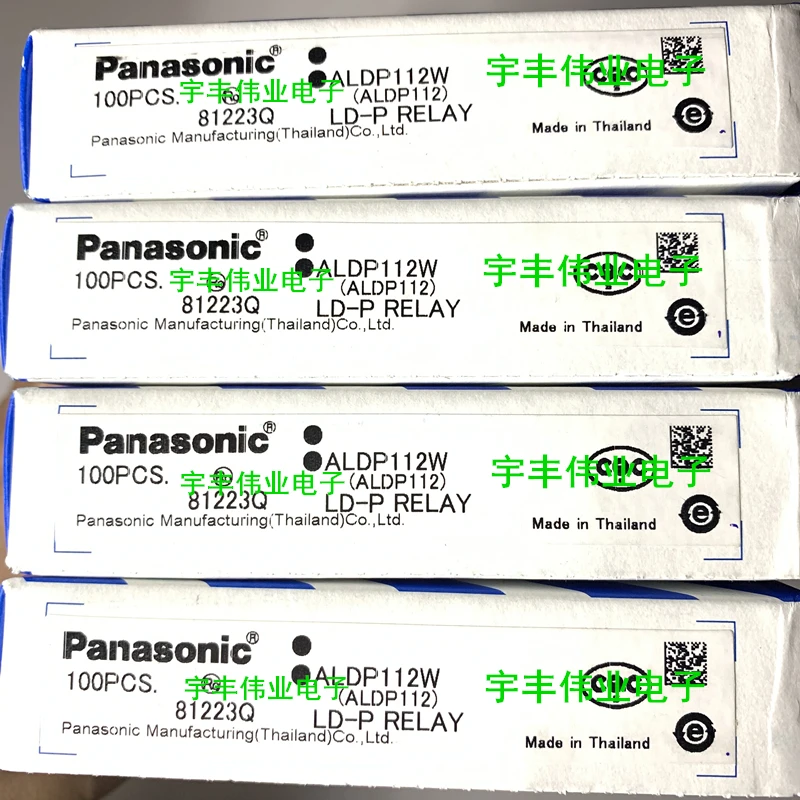 Panasonic®
ALDP112W
宇丰伟业电子
100PCS.
宇丰伟业电子
(ALDP112)
81223Q
LD-P RELAY
Panasonic Manufacturing(Thailand)Co.,Ltd.
Made in Thailand
e
Panasonic®
ALDP112W
宇丰伟业电子
100PCS.
宇丰伟业电子
(ALDP112)
81223Q
LD-P RELAY
Panasonic Manufacturing(Thailand)Co.,Ltd.
Made in Thailand
e
Panasonic®
ALDP112W
宇丰伟业电子
100PCS.
宇丰伟业电子
(ALDP112)
81223Q
LD-P RELAY
Panasonic Manufacturing(Thailand)Co.,Ltd.
Made in Thailand
e
Panasonic®
ALDP112W
宇丰伟业电子
100PCS.
宇丰伟业电子
(ALDP112)
81223Q
LD-P RELAY
Panasonic Manufacturing(Thailand)Co.,Ltd.
Made in Thailand
e